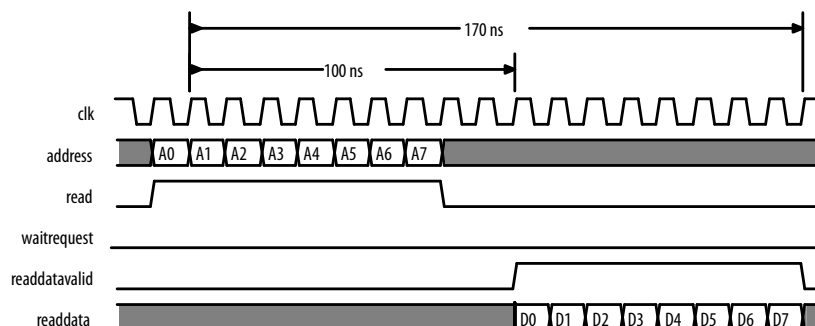 170 ns
100 ns
clk
address A0 A1 A2 A3 A4 A5 A6 A7
read
waitrequest
readdatavalid
readdata D0 D1 D2 D3 D4 D5 D6 D7